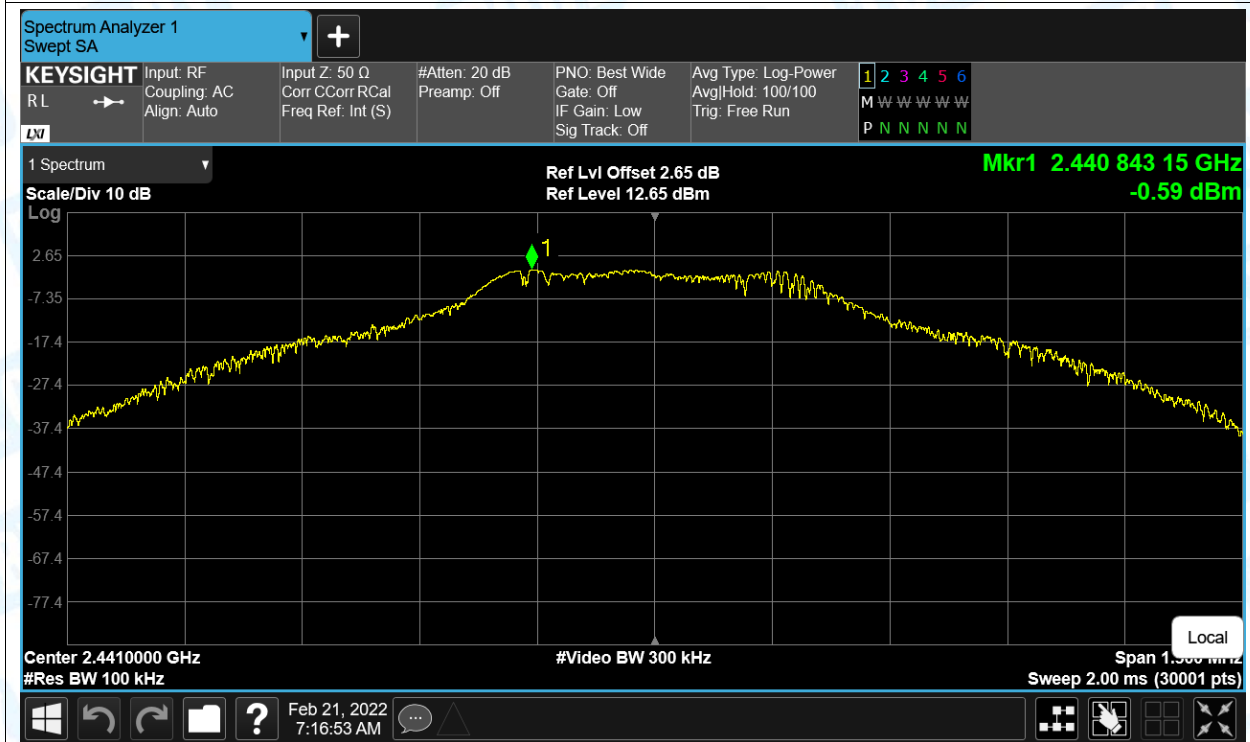 Spectrum Analyzer 1
Swept SA
+
KEYSIGHT
RL
LXI
Input: RF
Coupling: AC
Align: Auto
Input Z: 50 Ω
Corr CCorr RCal
Freq Ref: Int (S)
#Atten: 20 dB
Preamp: Off
PNO: Best Wide
Gate: Off
IF Gain: Low
Sig Track: Off
Avg Type: Log-Power
Avg|Hold: 100/100
Trig: Free Run
1 2 3 4 5 6
M W W W W W
P N N N N N
1 Spectrum
Scale/Div 10 dB
Log
Ref Lvl Offset 2.65 dB
Ref Level 12.65 dBm
Mkr1 2.440 843 15 GHz
-0.59 dBm
1
2.65
-7.35
-17.4
-27.4
-37.4
-47.4
-57.4
-67.4
-77.4
Local
Center 2.4410000 GHz
#Video BW 300 kHz
Span
#Res BW 100 kHz
Sweep 2.00 ms (30001 pts)
?
Feb 21, 2022
7:16:53 AM